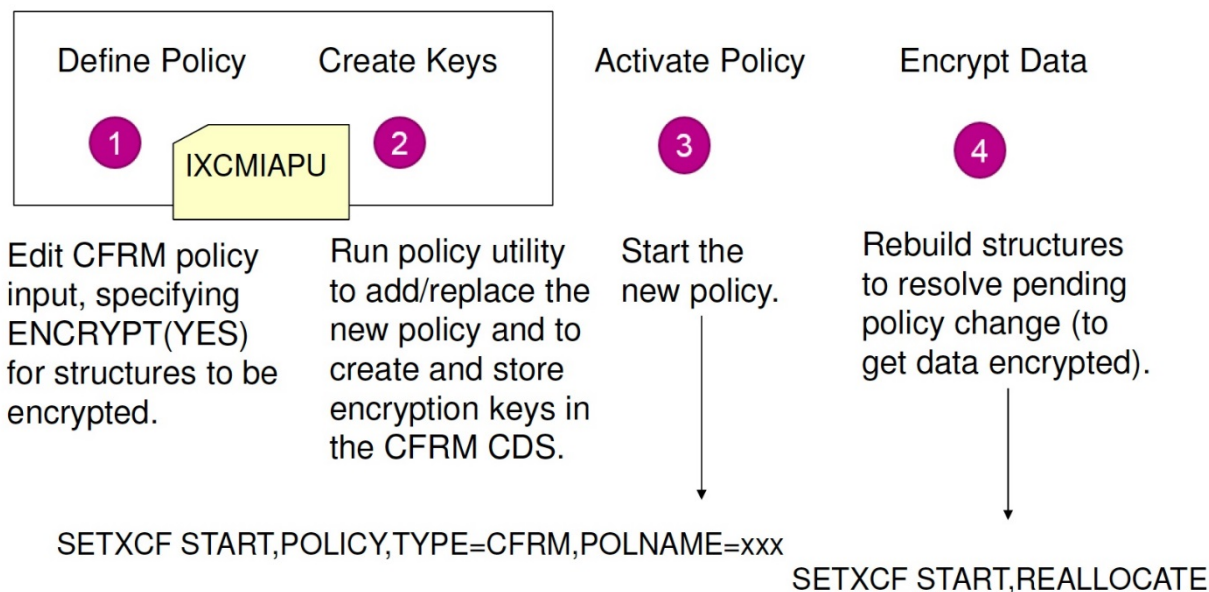 Define Policy
Create Keys
Activate Policy
Encrypt Data
1
IXCMIAPU
2
3
4
Edit CFRM policy
input, specifying
ENCRYPT(YES)
for structures to be
encrypted.
Run policy utility
to add/replace the
new policy and to
create and store
encryption keys in
the CFRM CDS.
Start the
new policy.
Rebuild structures
to resolve pending
policy change (to
get data encrypted).
SETXCF START,POLICY,TYPE=CFRM,POLNAME=xxx
SETXCF START,REALLOCATE